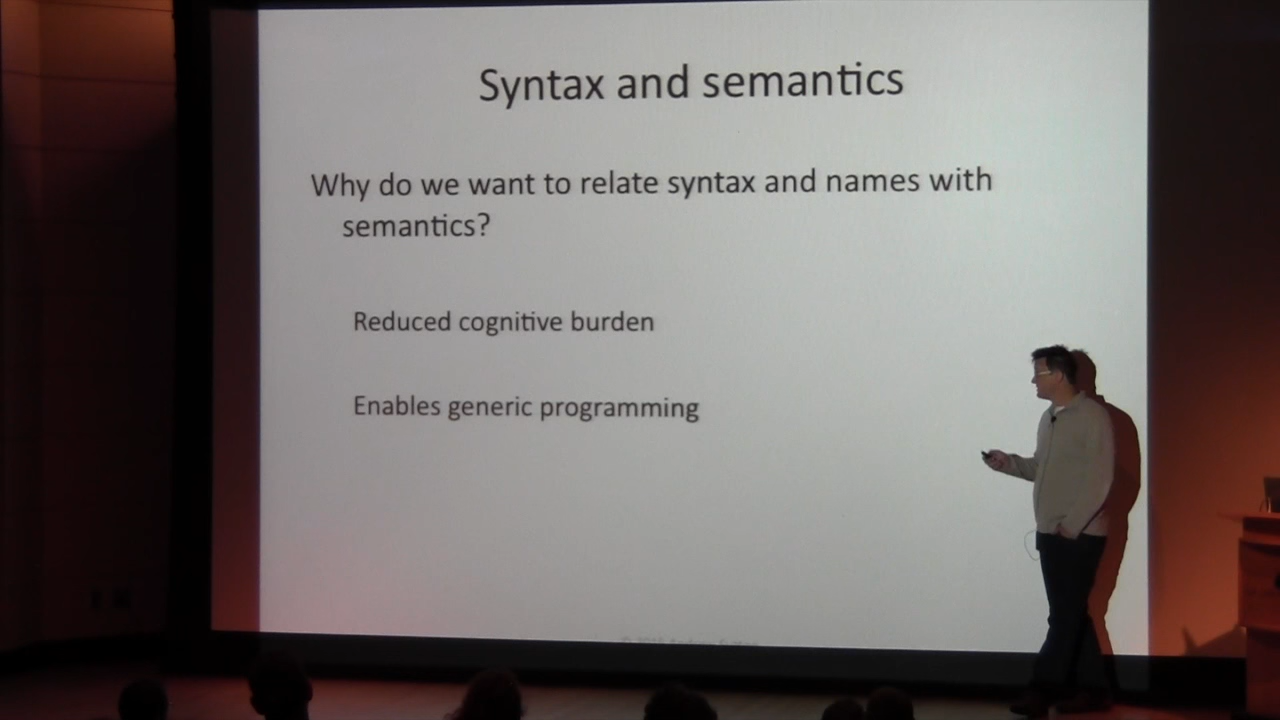 Syntax and semantics
Why do we want to relate syntax and names with
semantics?
Reduced cognitive burden
Enables generic programming